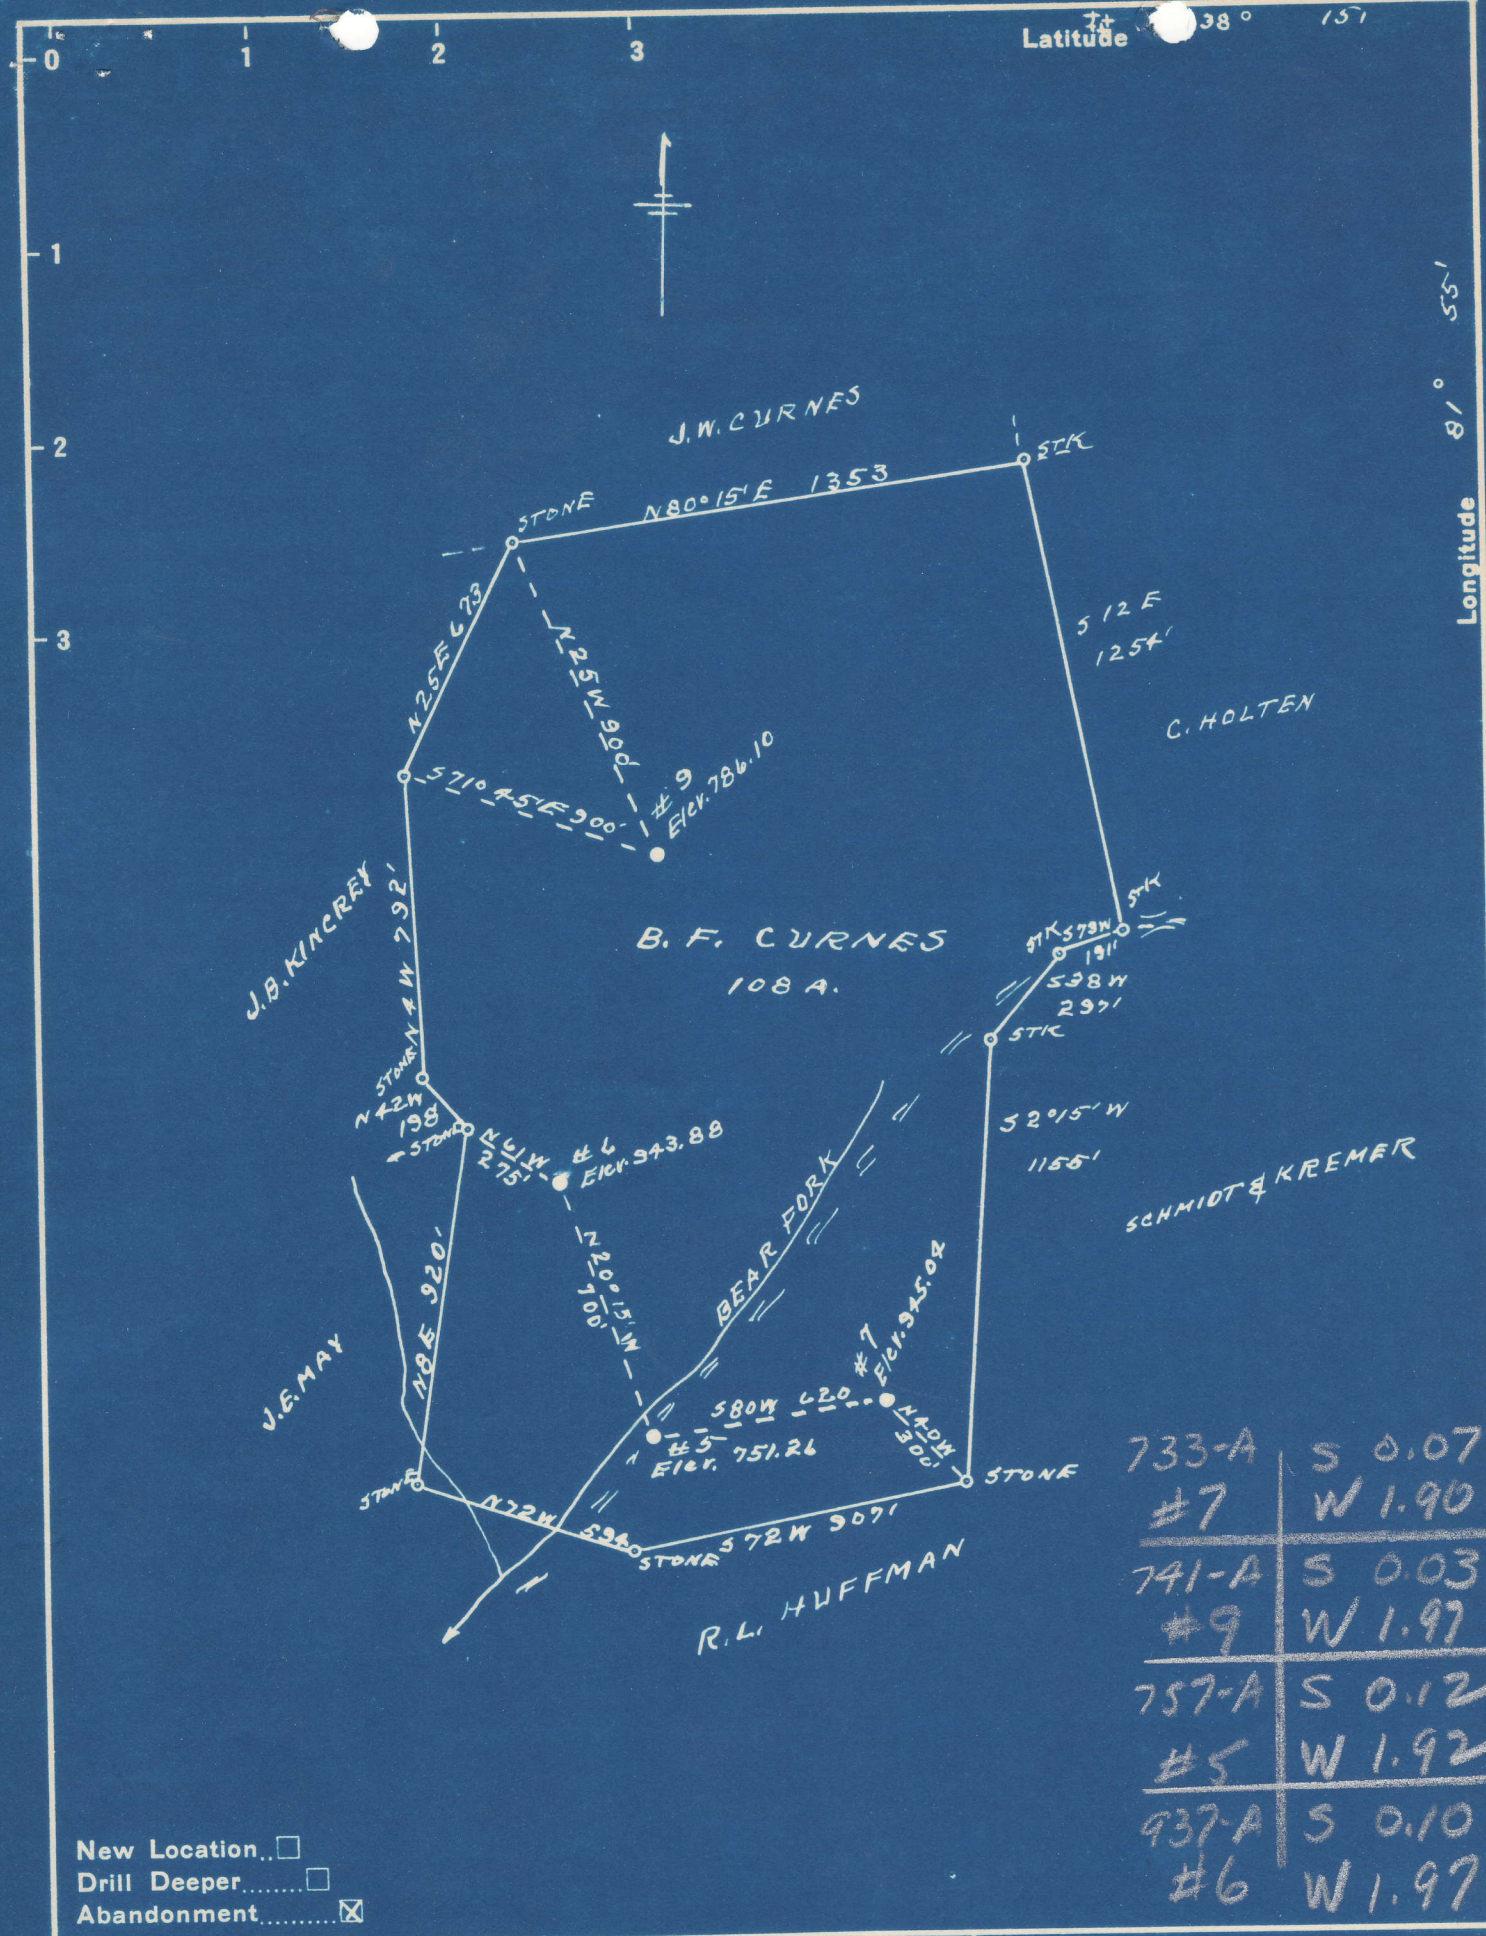 0
1
2
3
Latitude 38° 15'
1
2
3
Longitude 81° 55'
J.W. CURNES
STK
N80°15'E 1353
STONE
N25E 673
N25W 900'
S 12 E
1254'
C. HOLTEN
S71°45'E 900-
# 9
Elev. 786.10
J.B. KINCREY
N4W 792'
B. F. CURNES
108 A.
STK
STK S73W
191'
S38W
297'
STK
STONE
N42W
198
STONE
N61W
275'
# 6
Elev. 943.88
S2°15'W
1155'
SCHMIDT & KREMER
BEAR FORK
N20°15'W
700'
N8E 920'
J.E. MAY
# 7
Elev. 945.02
S80W 620
N40W
300'
# 5
Elev. 751.26
STONE
STONE
N72W 594
S72W 907'
STONE
R.L. HUFFMAN
733-A S 0.07
#7 W 1.90
741-A S 0.03
#9 W 1.97
757-A S 0.12
#5 W 1.92
937-A S 0.10
#6 W 1.97
New Location..☐
Drill Deeper........☐
Abandonment..........☒